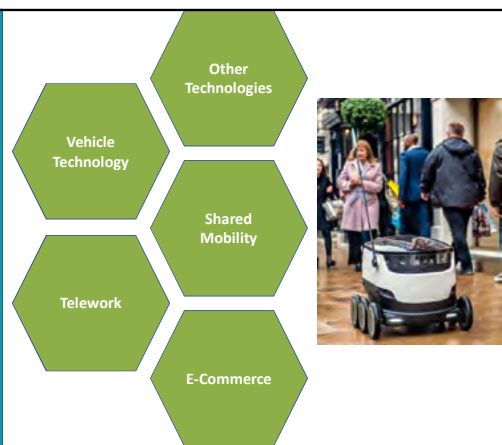 Other
Technologies
Vehicle
Technology
Shared
Mobility
Telework
E-Commerce